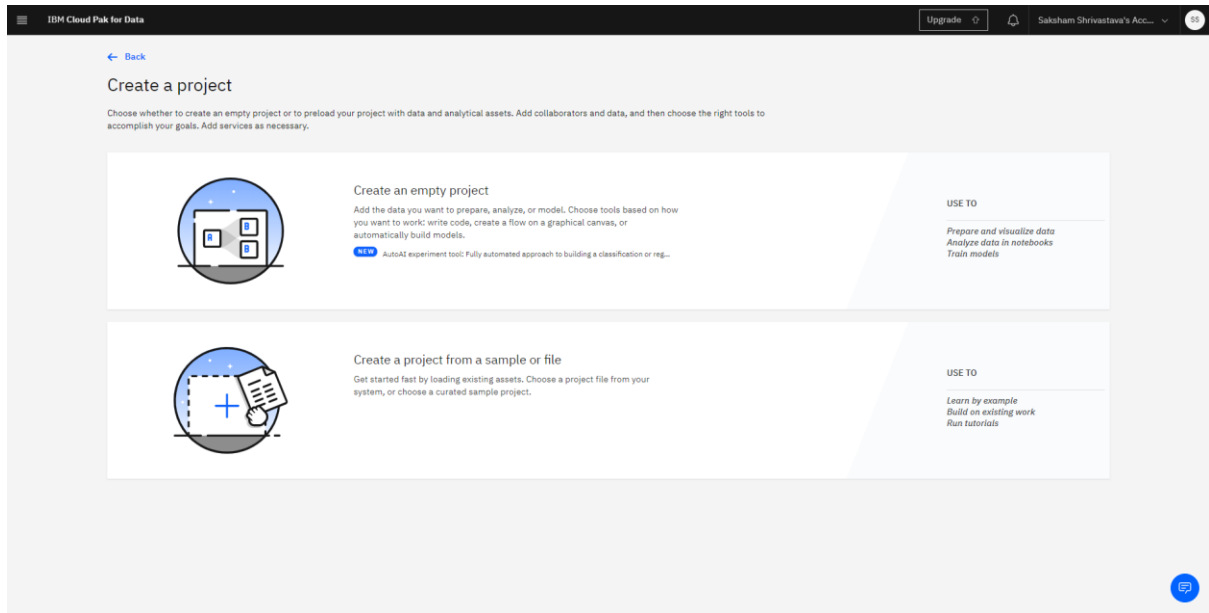 IBM Cloud Pak for Data
Upgrade
Saksham Shrivastava's Acc...
SS
Back
Create a project
Choose whether to create an empty project or to preload your project with data and analytical assets. Add collaborators and data, and then choose the right tools to
accomplish your goals. Add services as necessary.
Create an empty project
Add the data you want to prepare, analyze, or model. Choose tools based on how
you want to work: write code, create a flow on a graphical canvas, or
automatically build models.
NEW AutoAI experiment tool: Fully automated approach to building a classification or reg...
A
B
B
USE TO
Prepare and visualize data
Analyze data in notebooks
Train models
Create a project from a sample or file
Get started fast by loading existing assets. Choose a project file from your
system, or choose a curated sample project.
USE TO
Learn by example
Build on existing work
Run tutorials